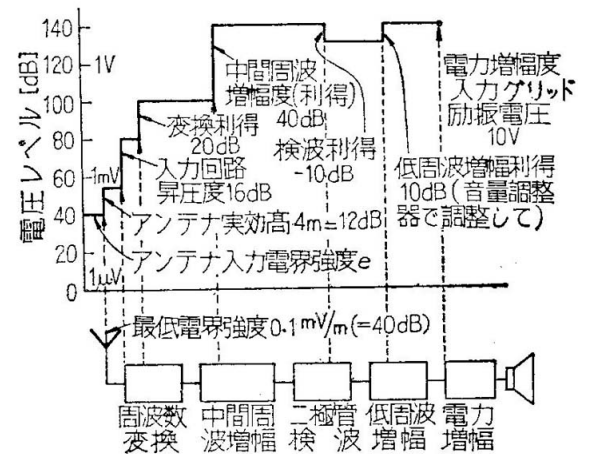 電圧レベル [dB]
140
120
100
80
60
40
20
0
1V
1mV
1μV
中間周波
増幅度(利得)
40dB
変換利得
20dB
入力回路
昇圧度16dB
アンテナ実効高4m=12dB
アンテナ入力電界強度e
検波利得
-10dB
電力増幅度
入力グリッド
励振電圧
10V
低周波増幅利得
10dB(音量調整
器で調整して)
最低電界強度0.1mV/m(=40dB)
周波数
変換
中間周
波増幅
二極管
検 波
低周波
増幅
電力
増幅